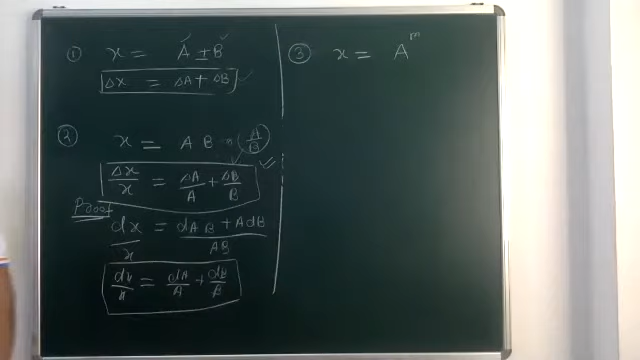 ① x = A ± B
Δx = ΔA + ΔB
② x = A B A/B
Δx/x = ΔA/A + ΔB/B
Proof
dx/x = dA B + A dB / AB
dx/x = dA/A + dB/B
③ x = A^m